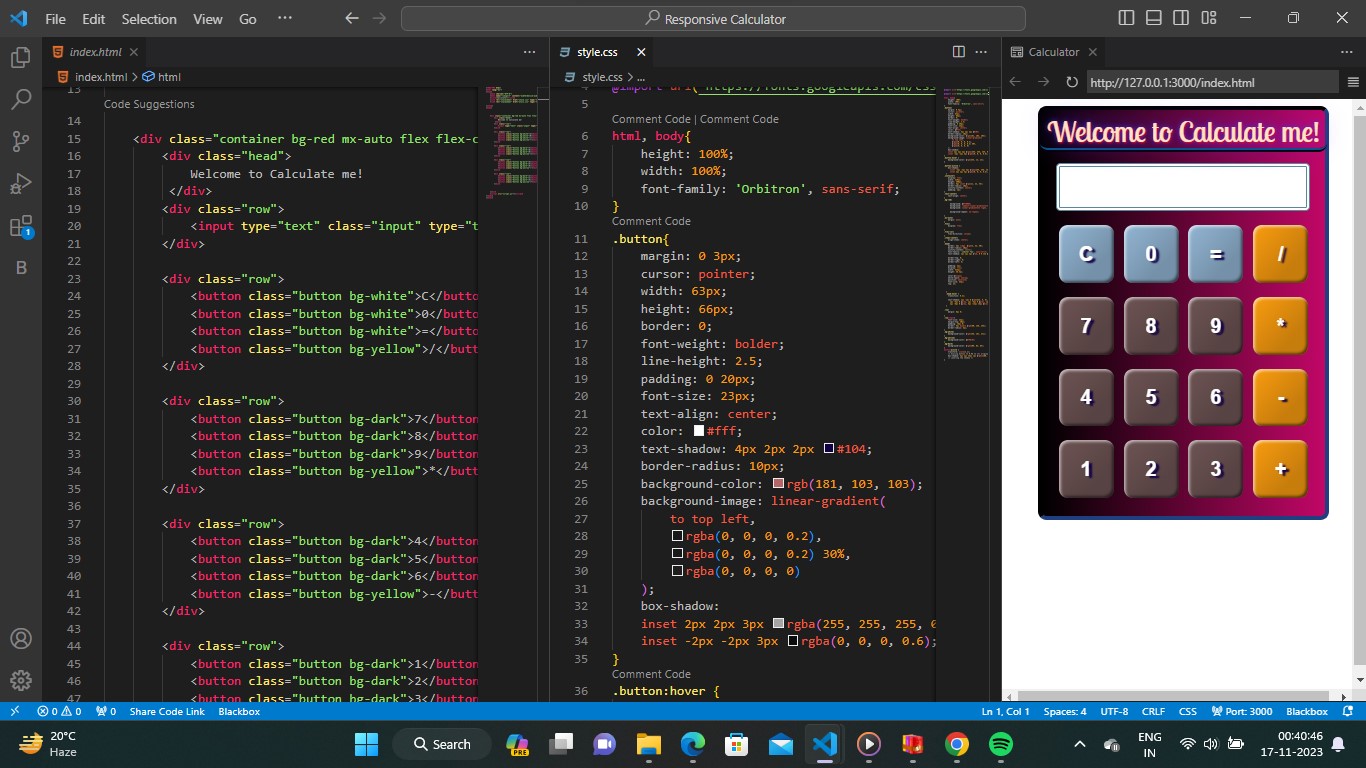 File Edit Selection View Go ··· Responsive Calculator
index.html
index.html > html
13
Code Suggestions
14
15 <div class="container bg-red mx-auto flex flex-c
16 <div class="head">
17 Welcome to Calculate me!
18 </div>
19 <div class="row">
20 <input type="text" class="input" type="t
21 </div>
22
23 <div class="row">
24 <button class="button bg-white">C</butto
25 <button class="button bg-white">0</butto
26 <button class="button bg-white">=</butto
27 <button class="button bg-yellow">/</butt
28 </div>
29
30
31 <button class="button bg-dark">7</button
30 <div class="row">
32 <button class="button bg-dark">8</button
33 <button class="button bg-dark">9</button
34 <button class="button bg-yellow">*</butt
35 </div>
36
37 <div class="row">
38 <button class="button bg-dark">4</button
39 <button class="button bg-dark">5</button
40 <button class="button bg-dark">6</button
41 <button class="button bg-yellow">-</butt
42 </div>
43
44 <div class="row">
45 <button class="button bg-dark">1</button
46 <button class="button bg-dark">2</button
47 <button class="button bg-dark">3</button
style.css
style.css > ...
4 @import url('https://fonts.googleapis.com/css
5
Comment Code | Comment Code
6 html, body{
7 height: 100%;
8 width: 100%;
9 font-family: 'Orbitron', sans-serif;
10 }
Comment Code
11 .button{
12 margin: 0 3px;
13 cursor: pointer;
14 width: 63px;
15 height: 66px;
16 border: 0;
17 font-weight: bolder;
18 line-height: 2.5;
19 padding: 0 20px;
20 font-size: 23px;
21 text-align: center;
22 color: #fff;
23 text-shadow: 4px 2px 2px #104;
24 border-radius: 10px;
25 background-color: rgb(181, 103, 103);
26 background-image: linear-gradient(
27 to top left,
28 rgba(0, 0, 0, 0.2),
29 rgba(0, 0, 0, 0.2) 30%,
30 rgba(0, 0, 0, 0)
31 );
32 box-shadow:
33 inset 2px 2px 3px rgba(255, 255, 255, 0
34 inset -2px -2px 3px rgba(0, 0, 0, 0.6);
35 }
Comment Code
36 .button:hover {
Calculator
http://127.0.0.1:3000/index.html
Welcome to Calculate me!
C 0 = /
7 8 9 *
4 5 6 -
1 2 3 +
0 0 0 Share Code Link Blackbox Ln 1, Col 1 Spaces: 4 UTF-8 CRLF CSS Port: 3000 Blackbox
20°C
Haze
Search
PRE
ENG
IN
00:40:46
17-11-2023
B
1